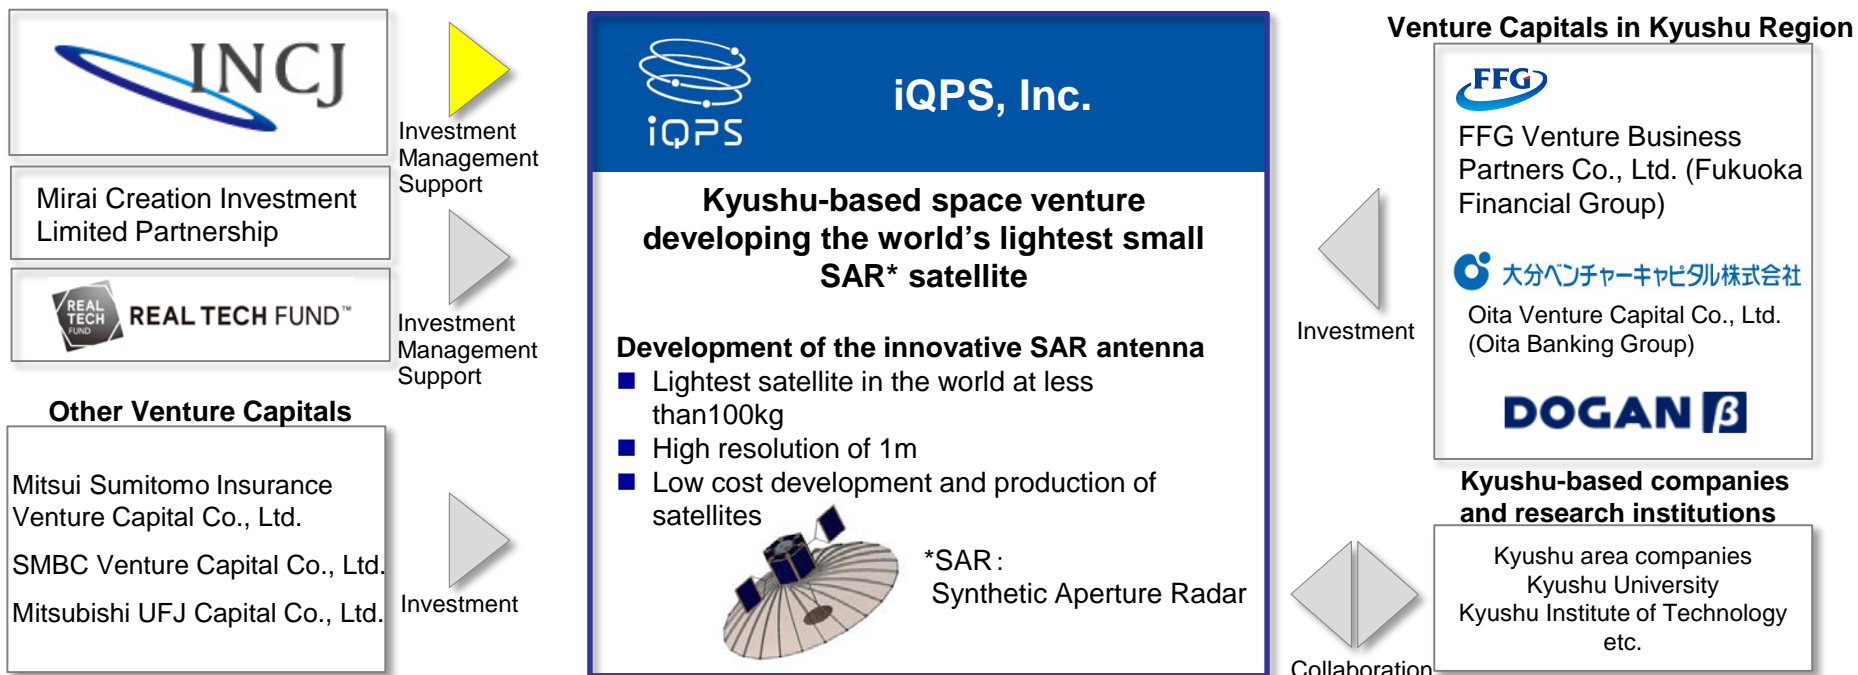 INCJ
Investment
Management
Support
Mirai Creation Investment
Limited Partnership
REAL
TECH
FUND
REAL TECH FUND™
Investment
Management
Support
Other Venture Capitals
Mitsui Sumitomo Insurance
Venture Capital Co., Ltd.
SMBC Venture Capital Co., Ltd.
Mitsubishi UFJ Capital Co., Ltd.
Investment
iQPS
iQPS, Inc.
Kyushu-based space venture
developing the world’s lightest small
SAR* satellite
Development of the innovative SAR antenna
■ Lightest satellite in the world at less
than100kg
■ High resolution of 1m
■ Low cost development and production of
satellites
*SAR：
Synthetic Aperture Radar
Investment
Collaboration
Venture Capitals in Kyushu Region
FFG
FFG Venture Business
Partners Co., Ltd. (Fukuoka
Financial Group)
大分ベンチャーキャピタル株式会社
Oita Venture Capital Co., Ltd.
(Oita Banking Group)
DOGAN β
Kyushu-based companies
and research institutions
Kyushu area companies
Kyushu University
Kyushu Institute of Technology
etc.